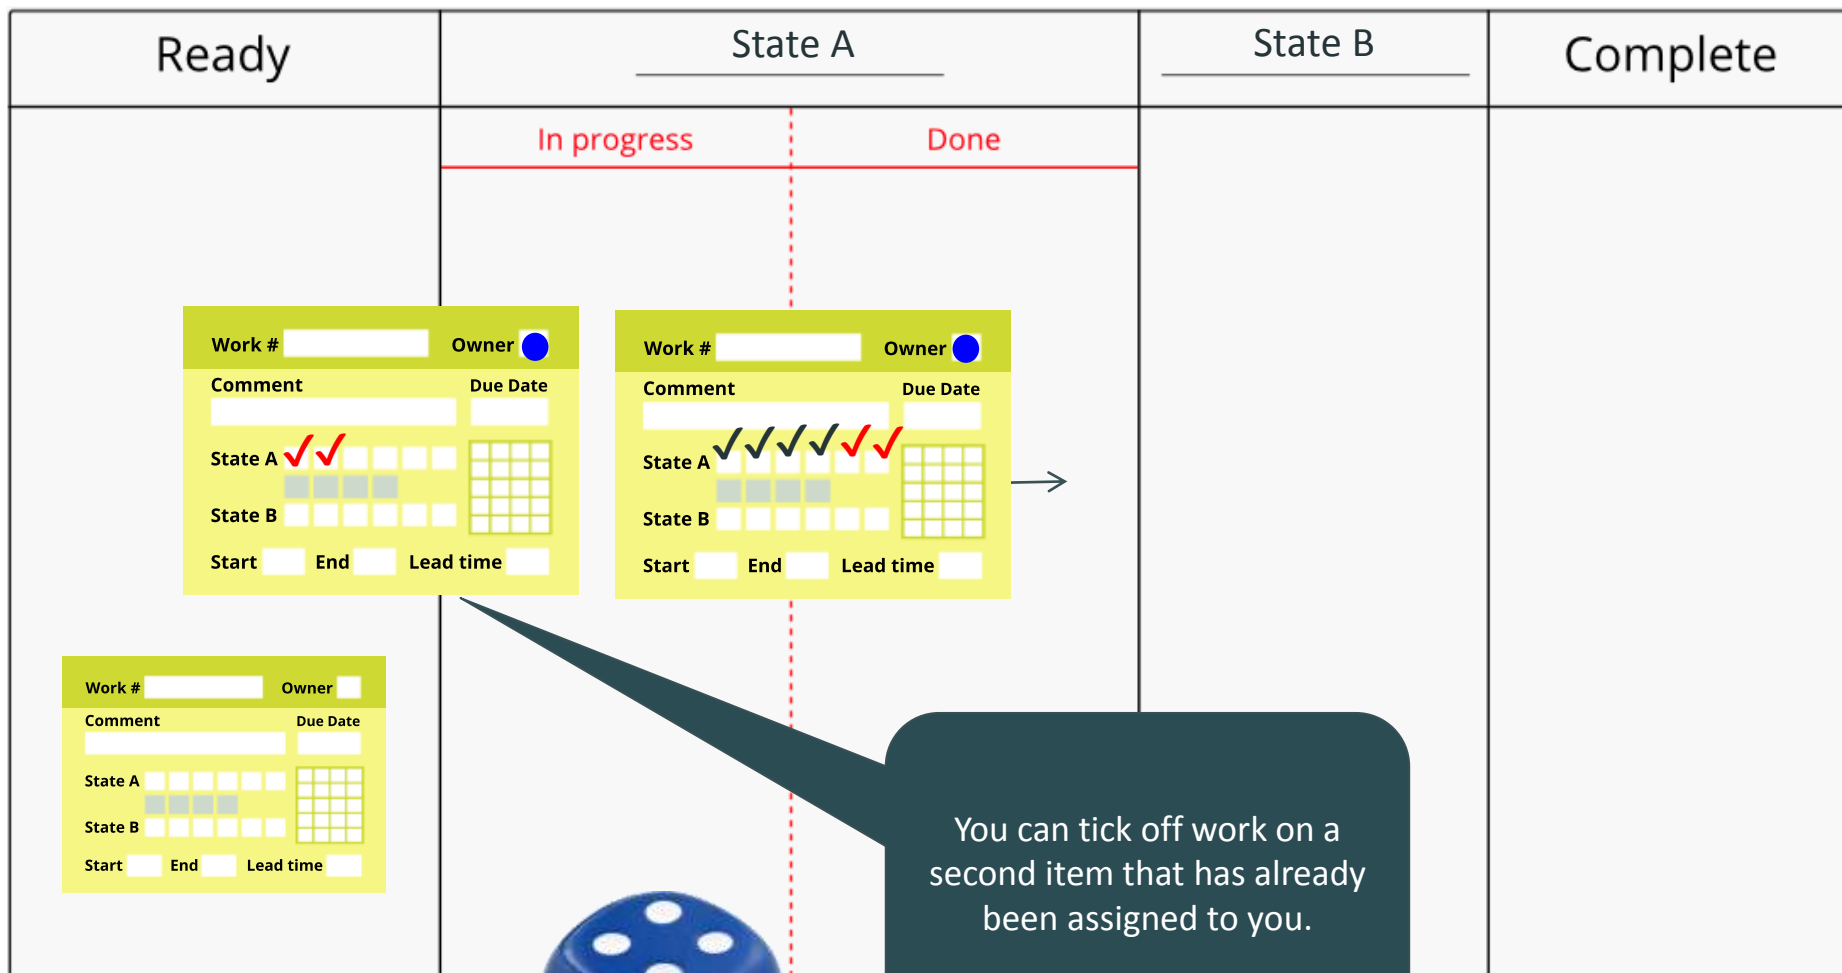 Ready
State A
State B
Complete
In progress
Done
Work #
Owner
Comment
Due Date
State A
State B
Start
End
Lead time
Work #
Owner
Comment
Due Date
State A
State B
Start
End
Lead time
Work #
Owner
Comment
Due Date
State A
State B
Start
End
Lead time
You can tick off work on a
second item that has already
been assigned to you.